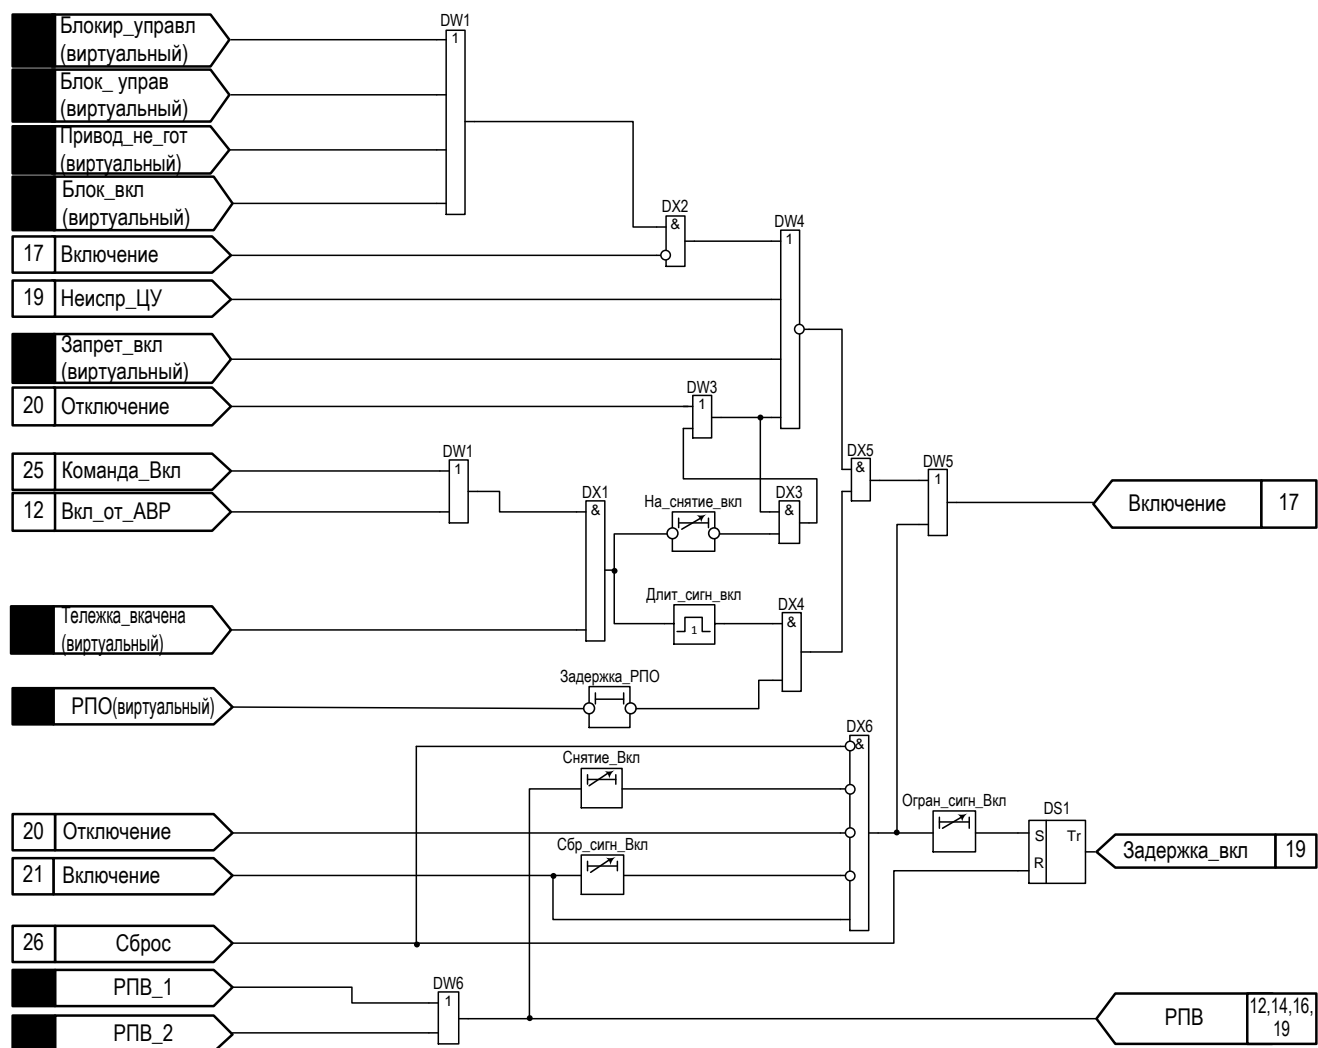 Блокир_управл
(виртуальный)
DW1
1
Блок_ управ
(виртуальный)
Привод_не_гот
(виртуальный)
Блок_вкл
(виртуальный)
DX2
&
DW4
1
17 Включение
19 Неиспр_ЦУ
Запрет_вкл
(виртуальный)
DW3
1
20 Отключение
25 Команда_Вкл
DW1
1
DX5
&
DW5
1
12 Вкл_от_АВР
DX1
&
На_снятие_вкл
DX3
&
Включение 17
Тележка_вкачена
(виртуальный)
Длит_сигн_вкл
1
DX4
&
РПО(виртуальный)
Задержка_РПО
DX6
&
Снятие_Вкл
Огран_сигн_Вкл
DS1
S Tr
R
20 Отключение
Сбр_сигн_Вкл
Задержка_вкл 19
21 Включение
26 Сброс
РПВ_1
DW6
1
РПВ_2
РПВ
12,14,16,
19